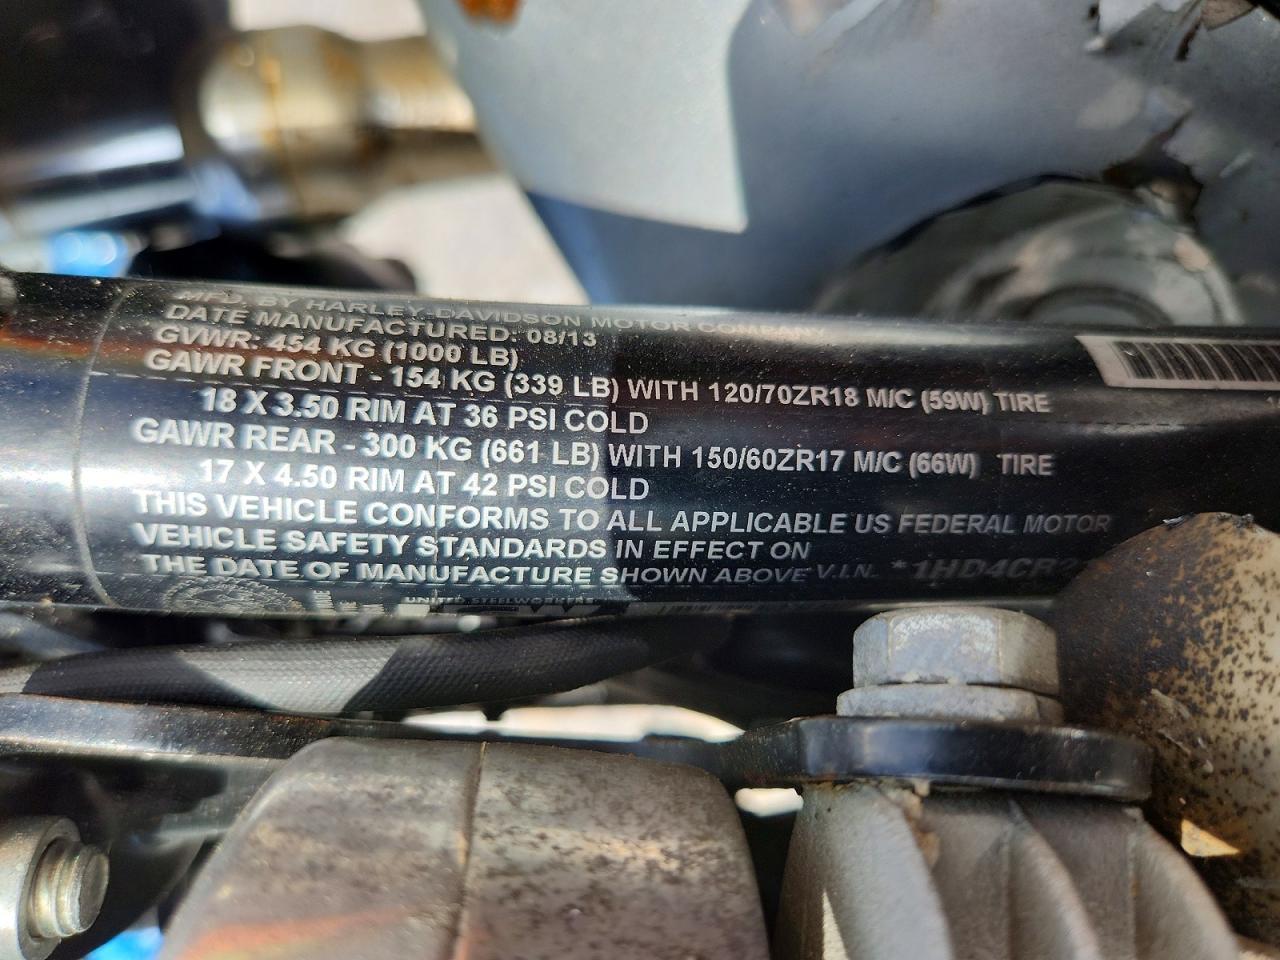 MFD. BY HARLEY-DAVIDSON MOTOR COMPANY
DATE MANUFACTURED: 08/13
GVWR: 454 KG (1000 LB)
GAWR FRONT - 154 KG (339 LB) WITH 120/70ZR18 M/C (59W) TIRE
18 X 3.50 RIM AT 36 PSI COLD
GAWR REAR - 300 KG (661 LB) WITH 150/60ZR17 M/C (66W) TIRE
17 X 4.50 RIM AT 42 PSI COLD
THIS VEHICLE CONFORMS TO ALL APPLICABLE US FEDERAL MOTOR
VEHICLE SAFETY STANDARDS IN EFFECT ON
THE DATE OF MANUFACTURE SHOWN ABOVE V.I.N. *1HD4CR2
UNITED STEELWORKERS